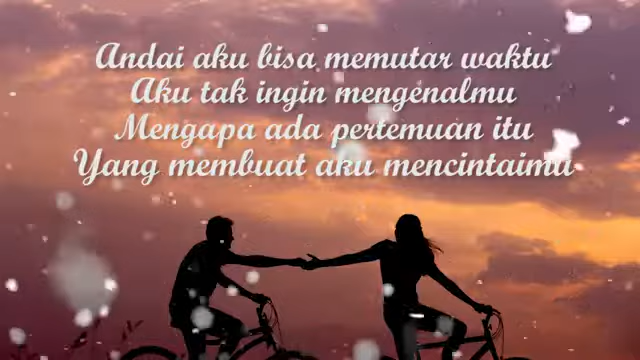 Andai aku bisa memutar waktu
Aku tak ingin mengenalmu
Mengapa ada pertemuan itu
Yang membuat aku mencintaimu